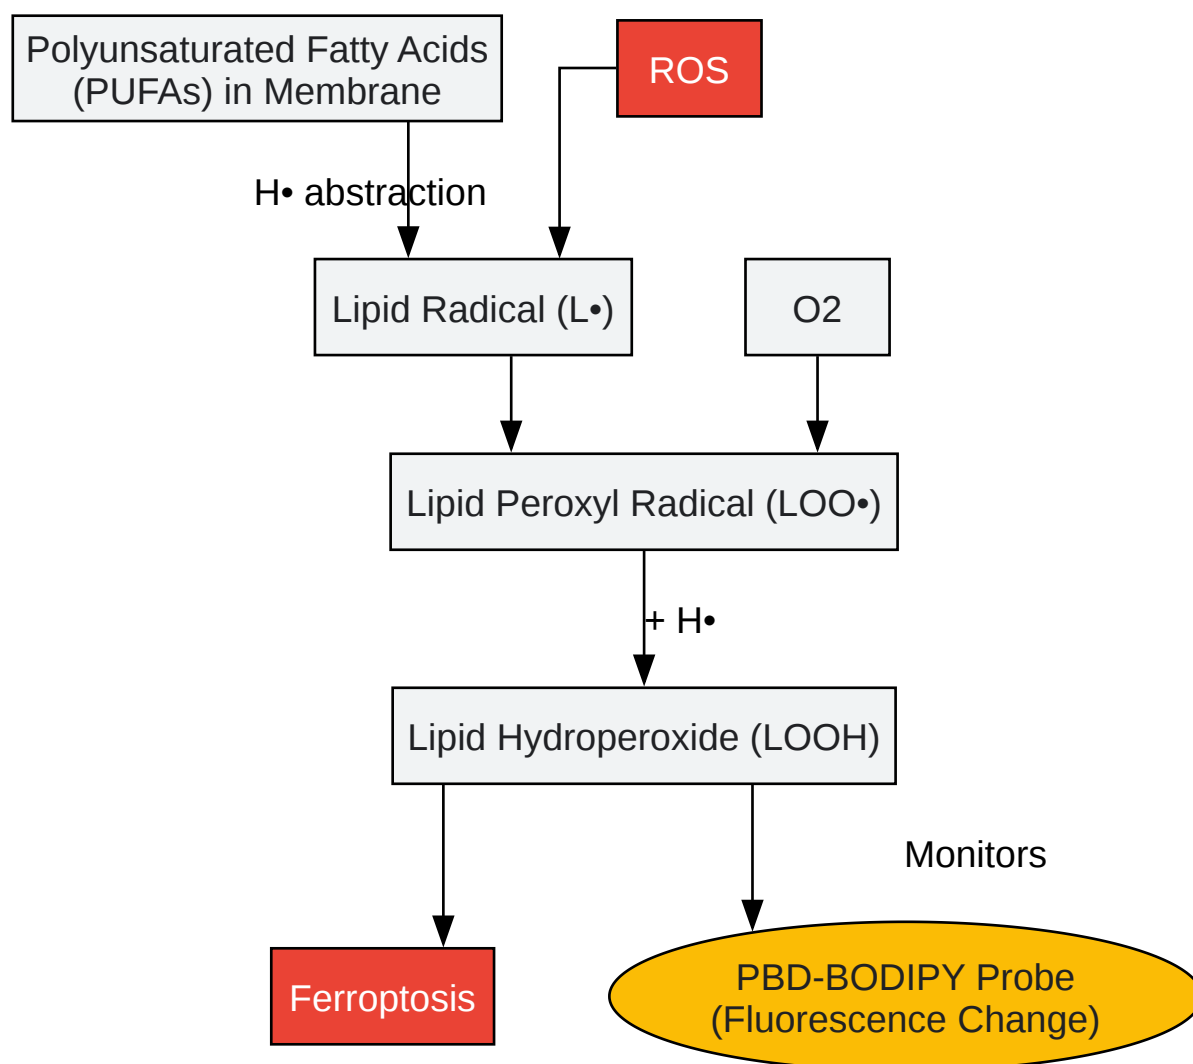 Polyunsaturated Fatty Acids
(PUFAs) in Membrane
ROS
H• abstraction
Lipid Radical (L•)
O2
Lipid Peroxyl Radical (LOO•)
+ H•
Lipid Hydroperoxide (LOOH)
Monitors
Ferroptosis
PBD-BODIPY Probe
(Fluorescence Change)